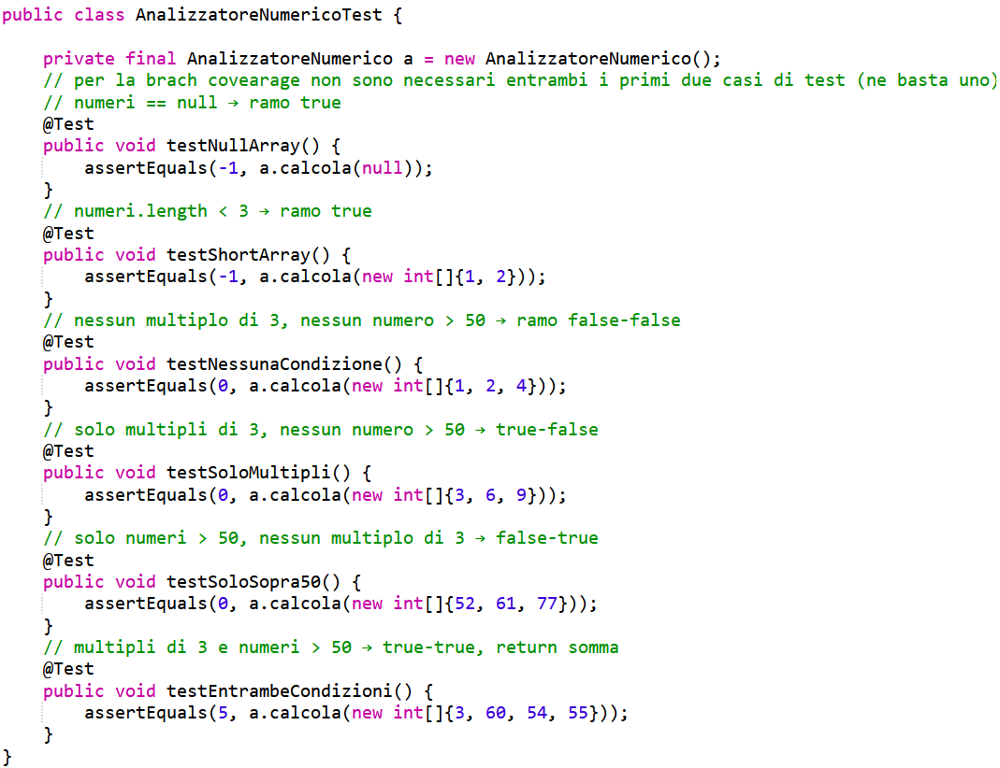 public class AnalizzatoreNumericoTest {
private final AnalizzatoreNumerico a = new AnalizzatoreNumerico();
// per la brach covearage non sono necessari entrambi i primi due casi di test (ne basta uno)
// numeri == null → ramo true
@Test
public void testNullArray() {
assertEquals(-1, a.calcola(null));
}
// numeri.length < 3 → ramo true
@Test
public void testShortArray() {
assertEquals(-1, a.calcola(new int[]{1, 2}));
}
// nessun multiplo di 3, nessun numero > 50 → ramo false-false
@Test
public void testNessunaCondizione() {
assertEquals(0, a.calcola(new int[]{1, 2, 4}));
}
// solo multipli di 3, nessun numero > 50 → true-false
@Test
public void testSoloMultipli() {
assertEquals(0, a.calcola(new int[]{3, 6, 9}));
}
// solo numeri > 50, nessun multiplo di 3 → false-true
@Test
public void testSoloSopra50() {
assertEquals(0, a.calcola(new int[]{52, 61, 77}));
}
// multipli di 3 e numeri > 50 → true-true, return somma
@Test
public void testEntrambeCondizioni() {
assertEquals(5, a.calcola(new int[]{3, 60, 54, 55}));
}
}